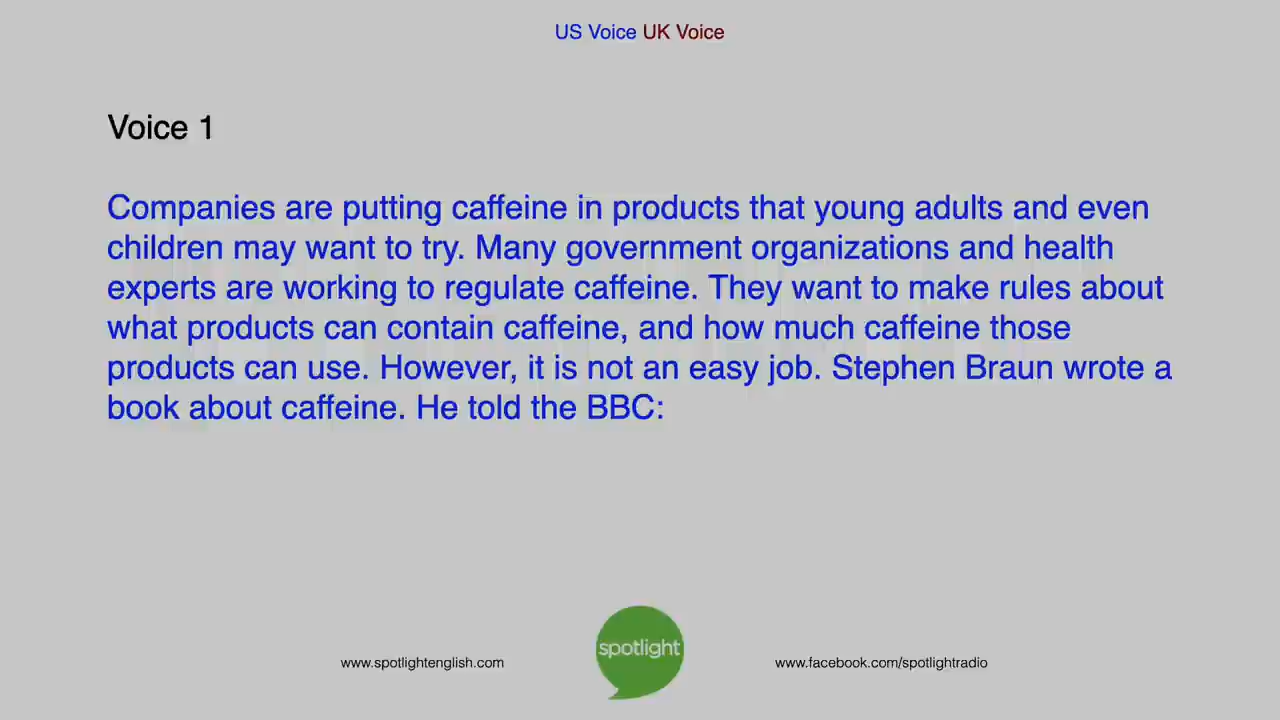 US Voice UK Voice
Voice 1
Companies are putting caffeine in products that young adults and even
children may want to try. Many government organizations and health
experts are working to regulate caffeine. They want to make rules about
what products can contain caffeine, and how much caffeine those
products can use. However, it is not an easy job. Stephen Braun wrote a
book about caffeine. He told the BBC:
spotlight
www.spotlightenglish.com
www.facebook.com/spotlightradio